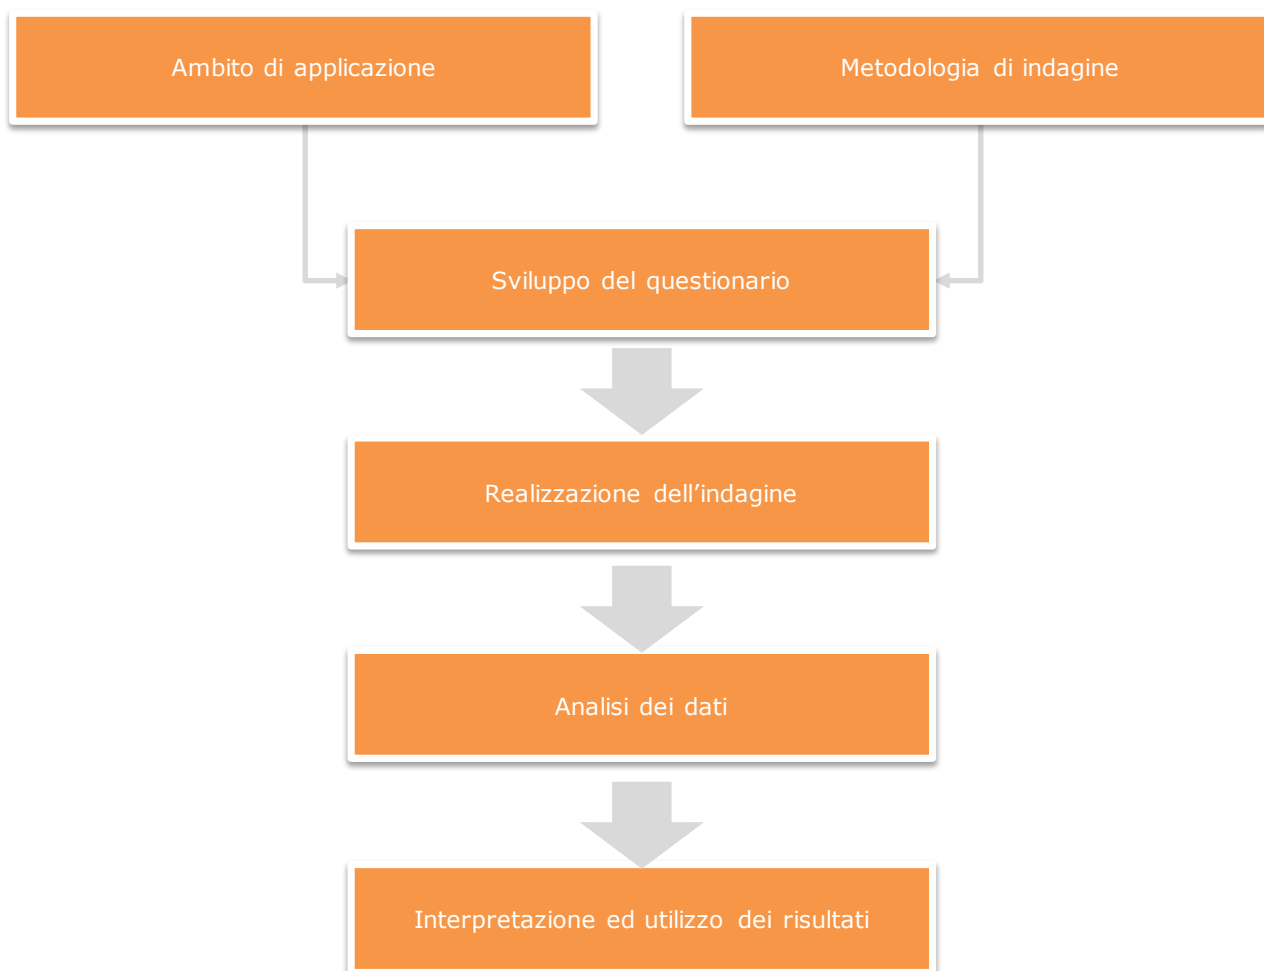 Ambito di applicazione
Metodologia di indagine
Sviluppo del questionario
Realizzazione dell’indagine
Analisi dei dati
Interpretazione ed utilizzo dei risultati